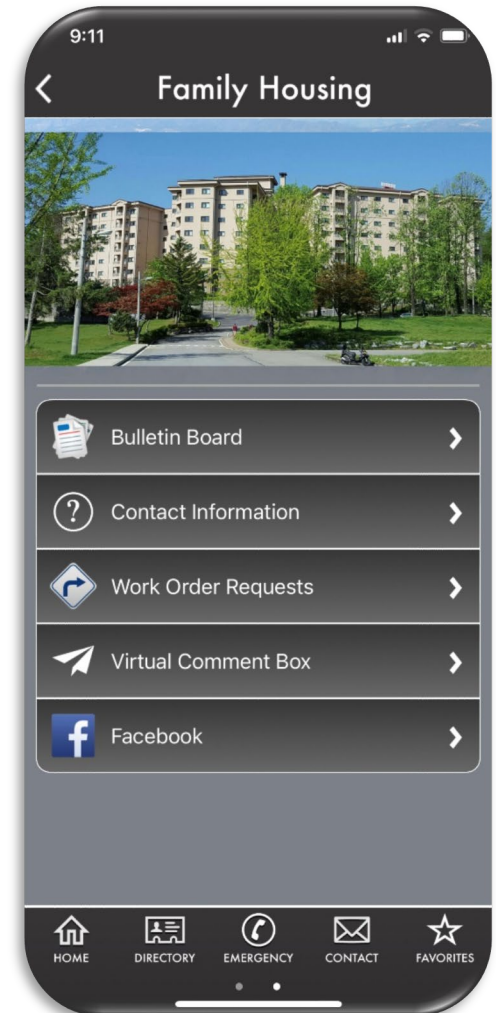 9:11
Family Housing
Bulletin Board
Contact Information
Work Order Requests
Virtual Comment Box
Facebook
HOME DIRECTORY EMERGENCY CONTACT FAVORITES